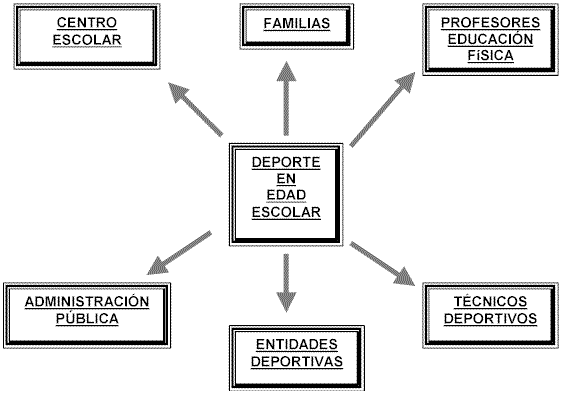 CENTRO
ESCOLAR
FAMILIAS
PROFESORES
EDUCACIÓN
FíSICA
DEPORTE
EN
EDAD
ESCOLAR
ADMINISTRACIÓN
PÚBLICA
ENTIDADES
DEPORTIVAS
TÉCNICOS
DEPORTIVOS